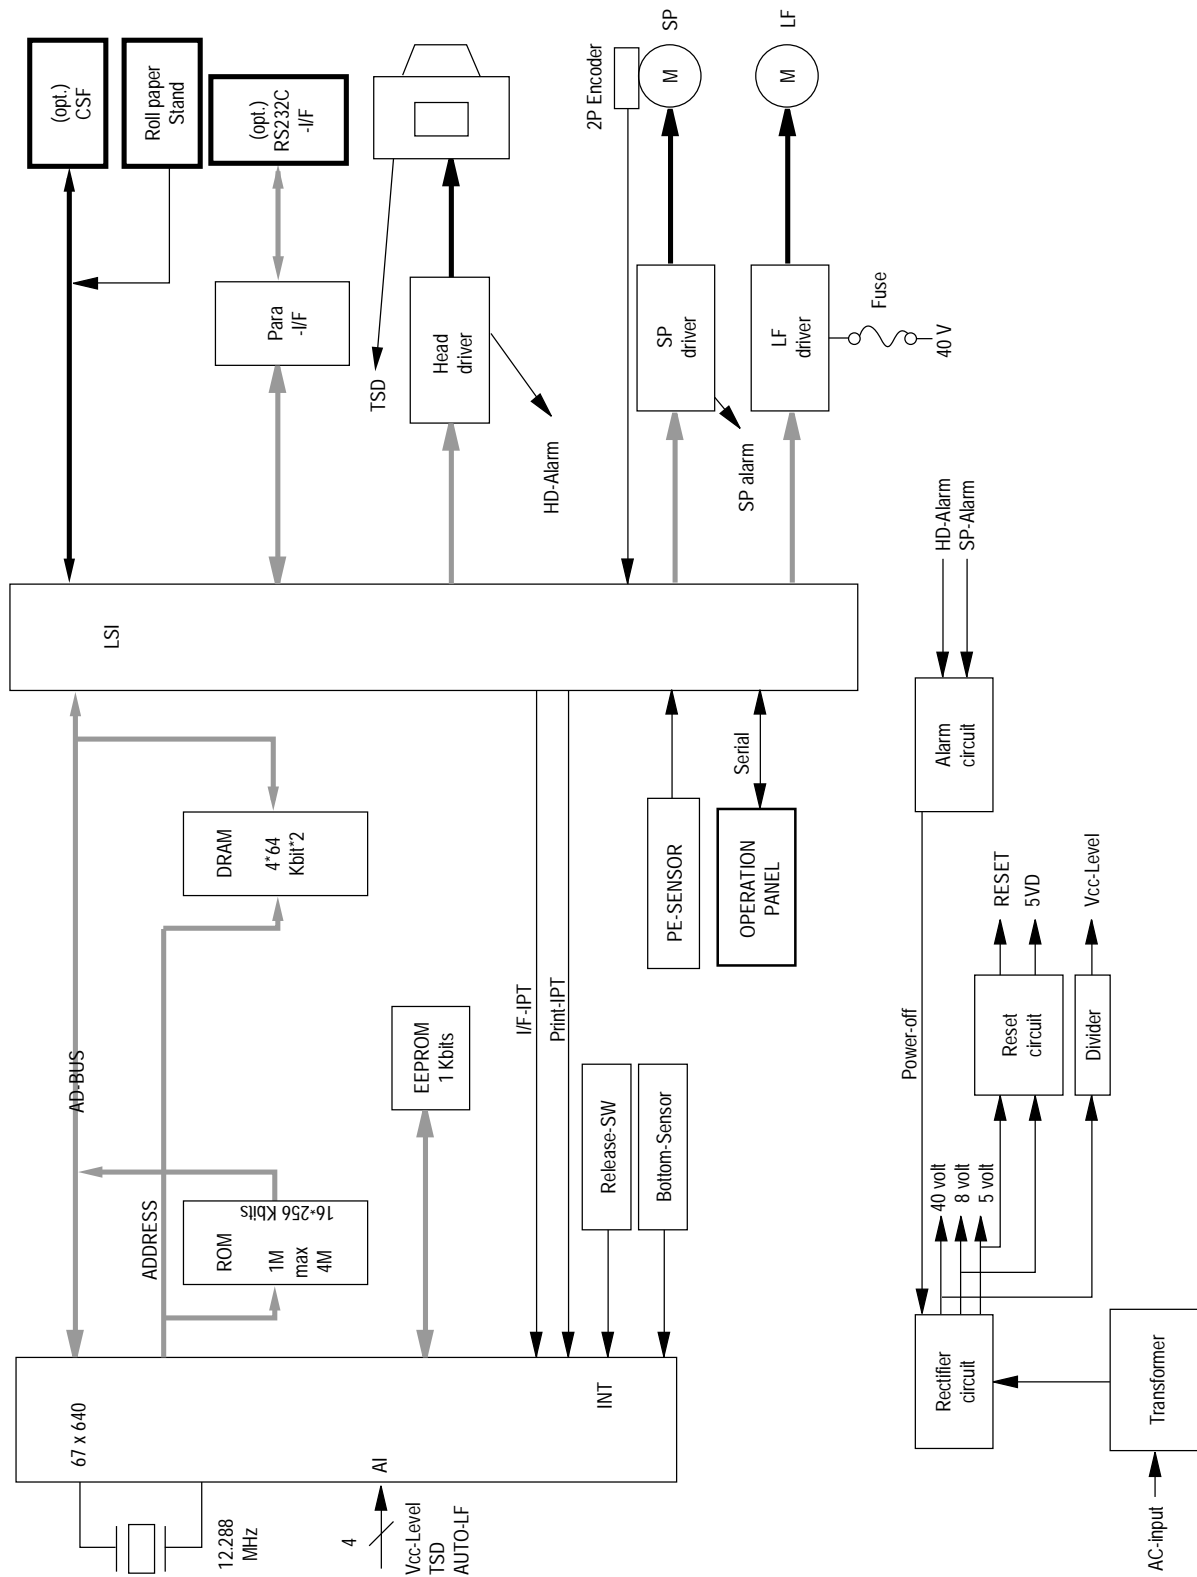 (opt.)
CSF
Roll paper
Stand
(opt.)
RS232C
-I/F
Para
-I/F
TSD
Head
driver
HD-Alarm
2P Encoder
M
SP
SP
driver
SP alarm
M
LF
LF
driver
Fuse
40 V
LSI
AD-BUS
DRAM
4*64
Kbit*2
ADDRESS
ROM
1M
max
4M
16*256 Kbits
EEPROM
1 Kbits
I/F-IPT
Print-IPT
Release-SW
Bottom-Sensor
PE-SENSOR
Serial
OPERATION
PANEL
67 x 640
INT
AI
12.288
MHz
4
Vcc-Level
TSD
AUTO-LF
HD-Alarm
SP-Alarm
Alarm
circuit
Power-off
RESET
5VD
Vcc-Level
Reset
circuit
Divider
40 volt
8 volt
5 volt
Rectifier
circuit
Transformer
AC-input